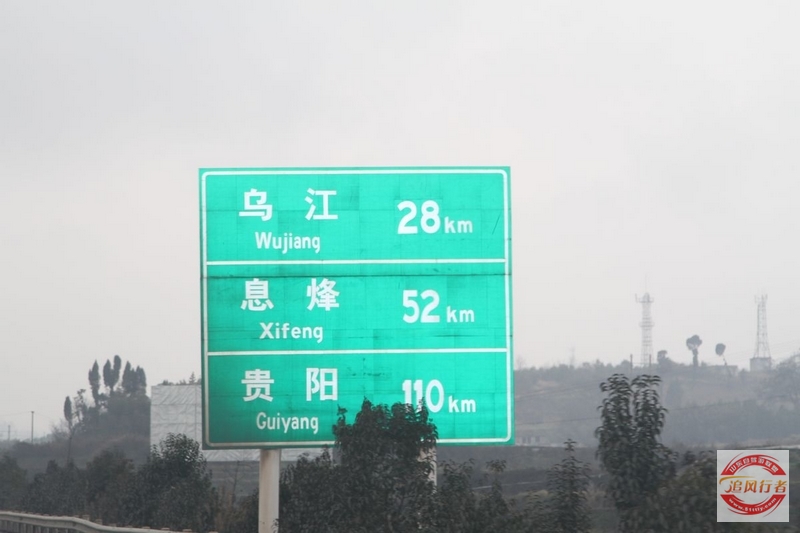 乌江 28km
Wujiang
息烽 52km
Xifeng
贵阳 110km
Guiyang
追风行者